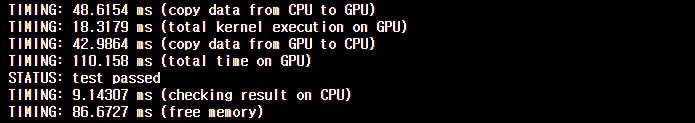 TIMING: 48.6154 ms (copy data from CPU to GPU)
TIMING: 18.3179 ms (total kernel execution on GPU)
TIMING: 42.9864 ms (copy data from GPU to CPU)
TIMING: 110.158 ms (total time on GPU)
STATUS: test passed
TIMING: 9.14307 ms (checking result on CPU)
TIMING: 86.6727 ms (free memory)